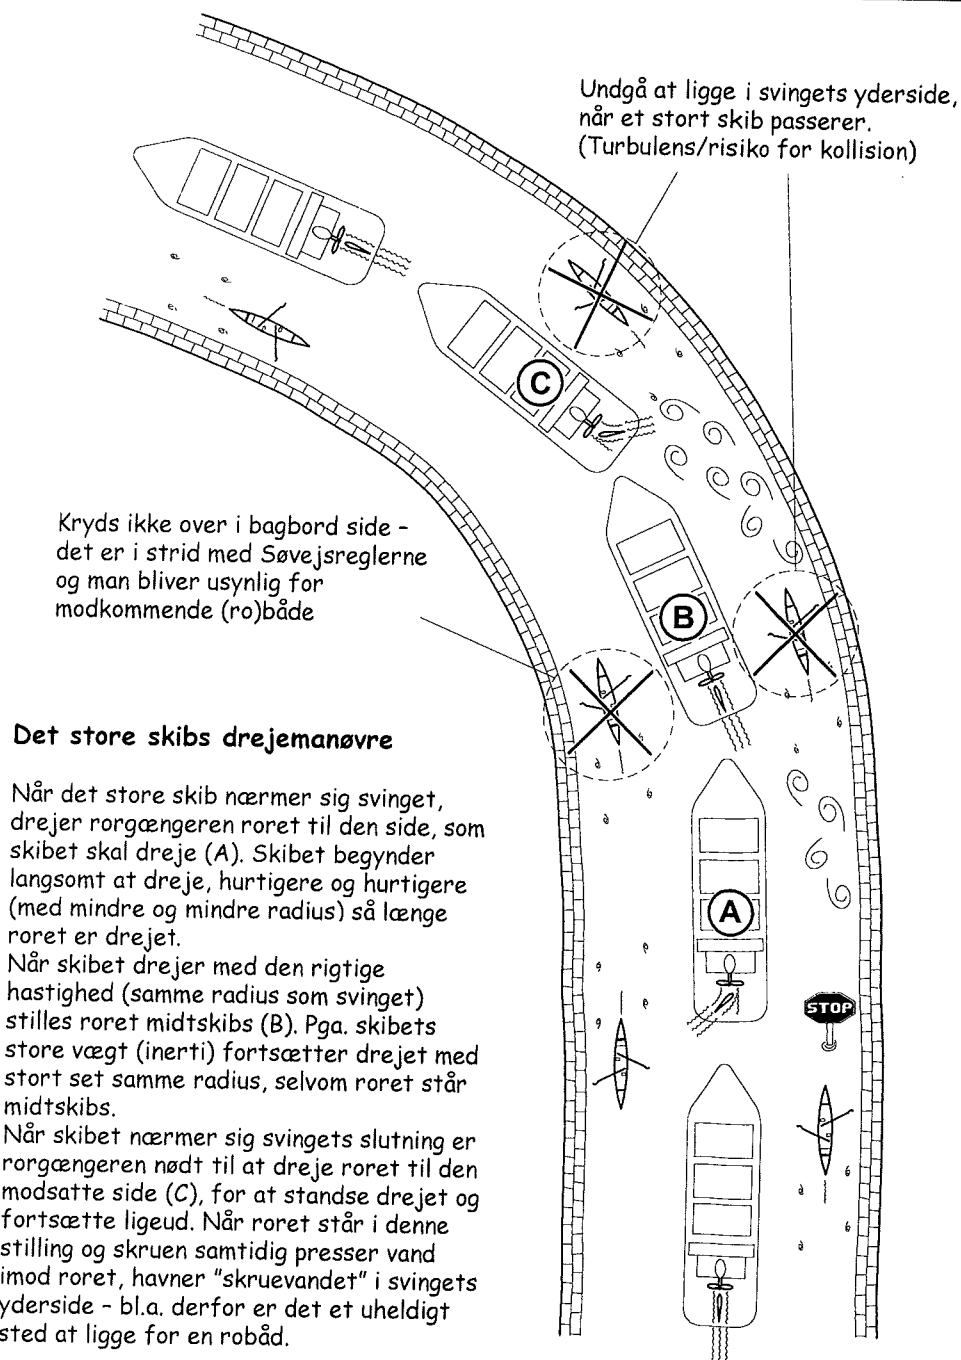 Undgå at ligge i svingets yderside,
når et stort skib passerer.
(Turbulens/risiko for kollision)
C
Kryds ikke over i bagbord side -
det er i strid med Søvejsreglerne
og man bliver usynlig for
modkommende (ro)både
B
Det store skibs drejemanøvre
Når det store skib nærmer sig svinget,
drejer rorgængeren roret til den side, som
skibet skal dreje (A). Skibet begynder
langsomt at dreje, hurtigere og hurtigere
(med mindre og mindre radius) så længe
roret er drejet.
Når skibet drejer med den rigtige
hastighed (samme radius som svinget)
stilles roret midtskibs (B). Pga. skibets
store vægt (inerti) fortsætter drejet med
stort set samme radius, selvom roret står
midtskibs.
Når skibet nærmer sig svingets slutning er
rorgængeren nødt til at dreje roret til den
modsatte side (C), for at standse drejet og
fortsætte ligeud. Når roret står i denne
stilling og skruen samtidig presser vand
imod roret, havner "skruevandet" i svingets
yderside - bl.a. derfor er det et uheldigt
sted at ligge for en robåd.
A
STOP